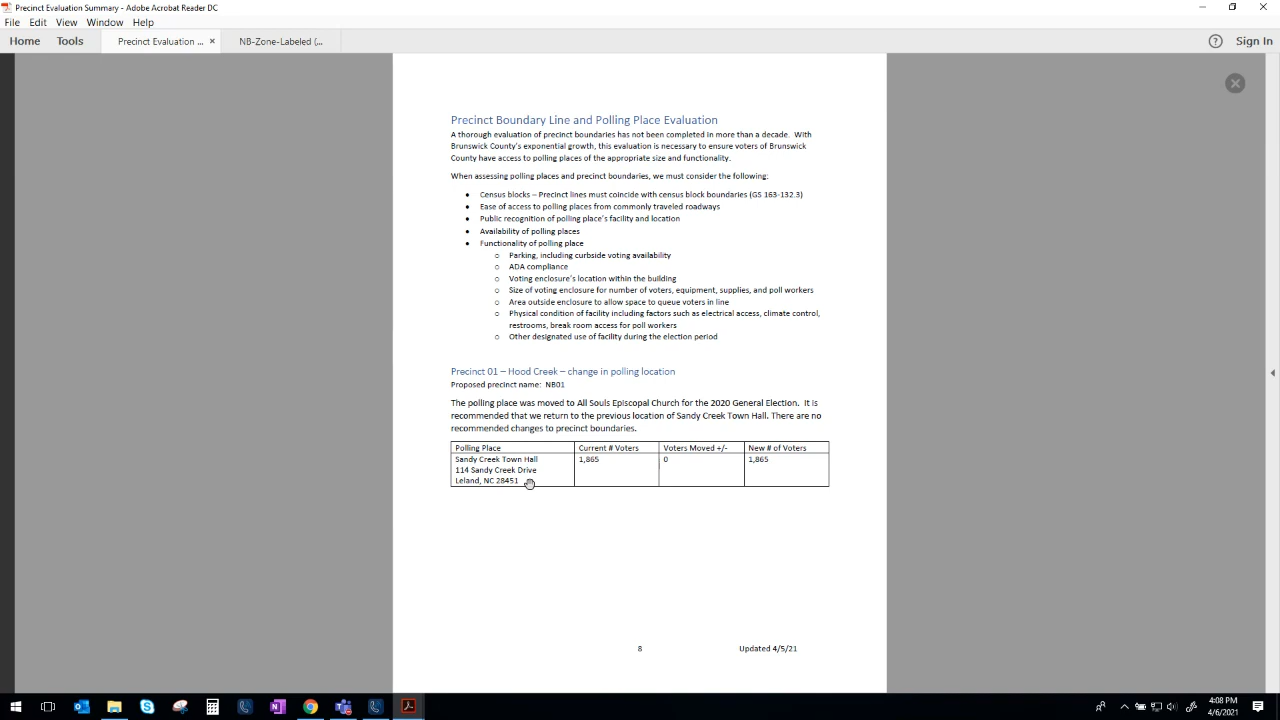 Precinct Evaluation Summary - Adobe Acrobat Reader DC
File Edit View Window Help
Home Tools Precinct Evaluation ... × NB-Zone-Labeled (... ? Sign In
Precinct Boundary Line and Polling Place Evaluation
A thorough evaluation of precinct boundaries has not been completed in more than a decade. With
Brunswick County's exponential growth, this evaluation is necessary to ensure voters of Brunswick
County have access to polling places of the appropriate size and functionality.
When assessing polling places and precinct boundaries, we must consider the following:
• Census blocks – Precinct lines must coincide with census block boundaries (GS 163-132.3)
• Ease of access to polling places from commonly traveled roadways
• Public recognition of polling place's facility and location
• Availability of polling places
• Functionality of polling place
o Parking, including curbside voting availability
o ADA compliance
o Voting enclosure's location within the building
o Size of voting enclosure for number of voters, equipment, supplies, and poll workers
o Area outside enclosure to allow space to queue voters in line
o Physical condition of facility including factors such as electrical access, climate control,
restrooms, break room access for poll workers
o Other designated use of facility during the election period
Precinct 01 – Hood Creek – change in polling location
Proposed precinct name: NB01
The polling place was moved to All Souls Episcopal Church for the 2020 General Election. It is
recommended that we return to the previous location of Sandy Creek Town Hall. There are no
recommended changes to precinct boundaries.
Polling Place Current # Voters Voters Moved +/- New # of Voters
Sandy Creek Town Hall 1,865 0 1,865
114 Sandy Creek Drive
Leland, NC 28451
8 Updated 4/5/21
4:08 PM
4/6/2021